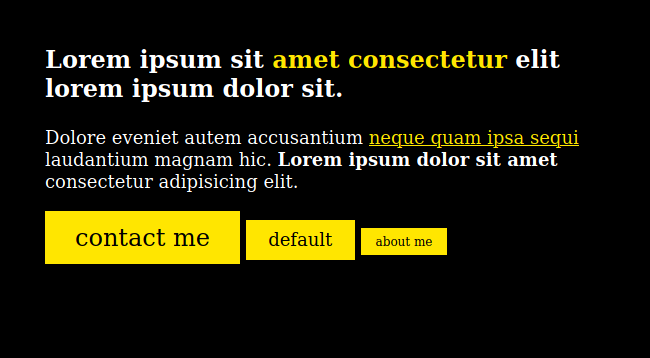 Lorem ipsum sit amet consectetur elit
lorem ipsum dolor sit.
Dolore eveniet autem accusantium neque quam ipsa sequi
laudantium magnam hic. Lorem ipsum dolor sit amet
consectetur adipisicing elit.
contact me default about me